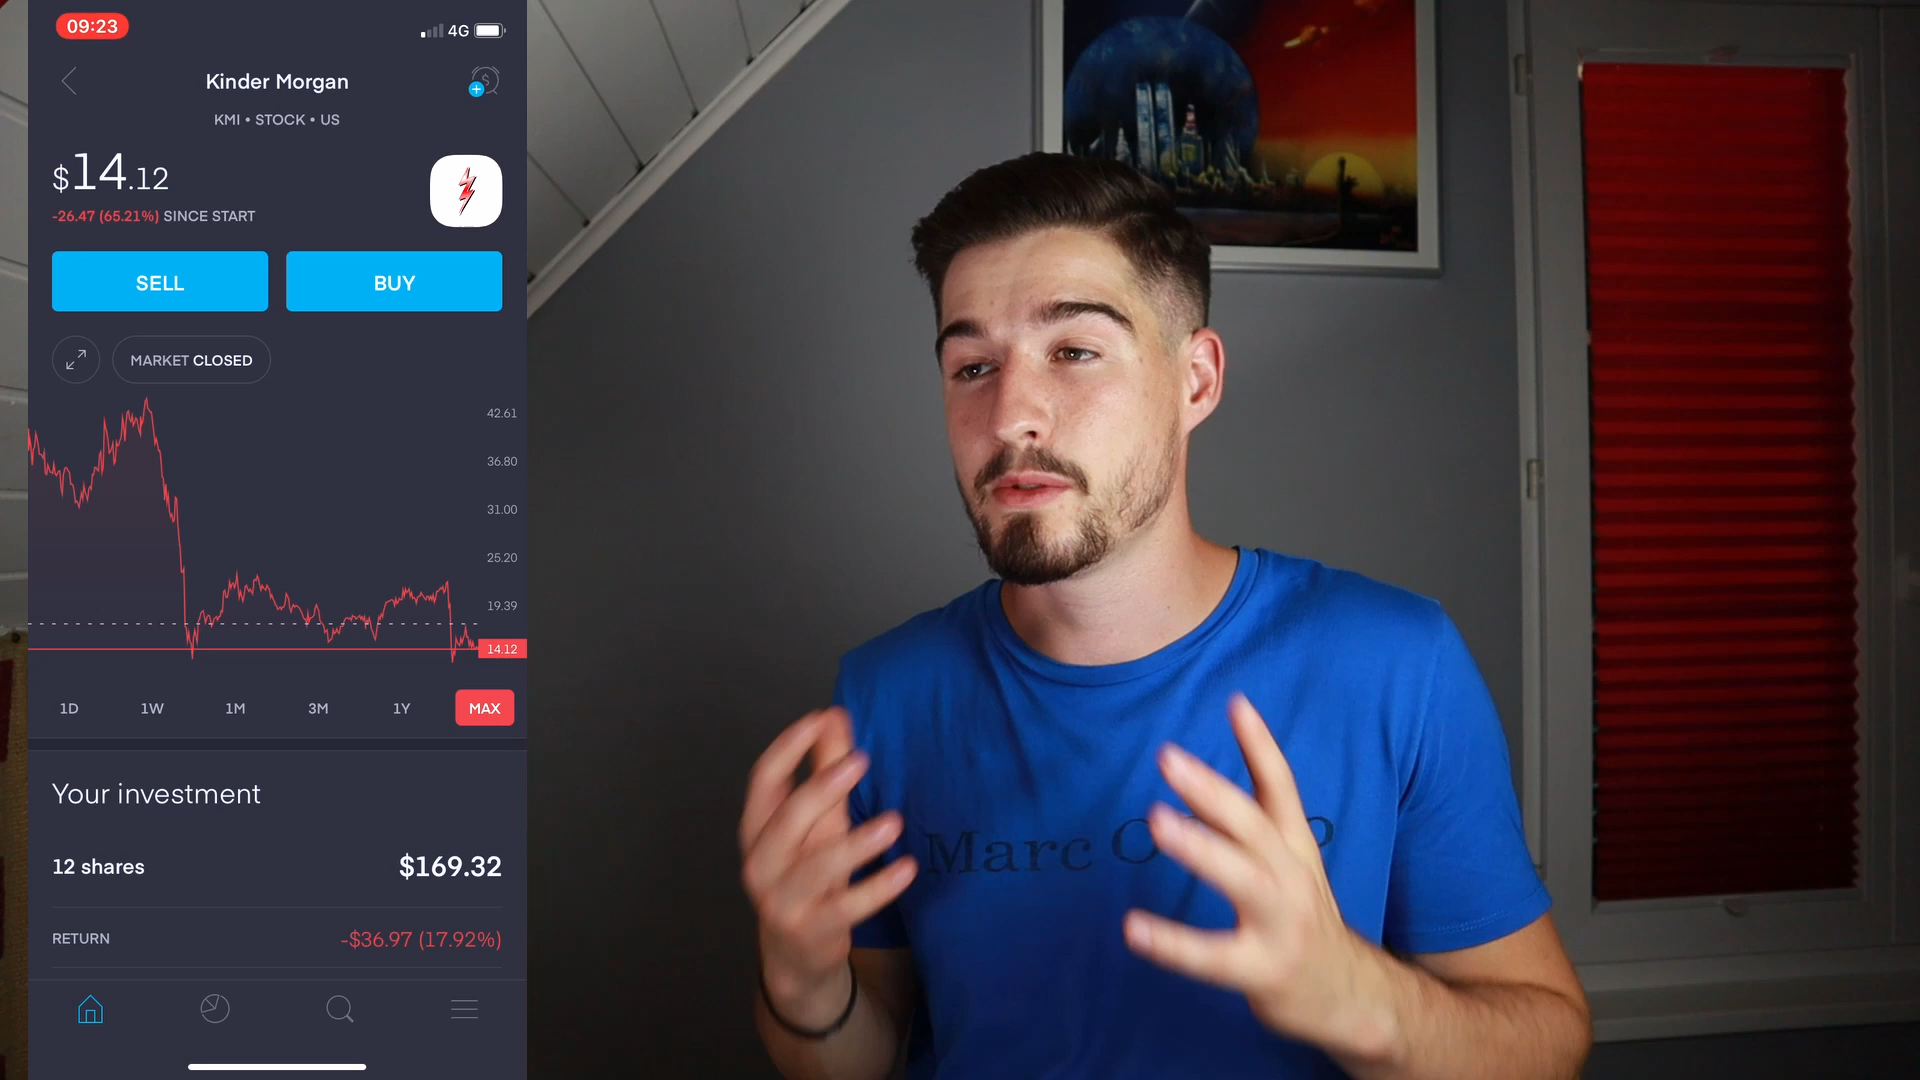 09:23
4G
Kinder Morgan
KMI • STOCK • US
$14.12
-26.47 (65.21%) SINCE START
SELL
BUY
MARKET CLOSED
42.61
36.80
31.00
25.20
19.39
14.12
1D
1W
1M
3M
1Y
MAX
Your investment
12 shares
$169.32
RETURN
-$36.97 (17.92%)
Marc O